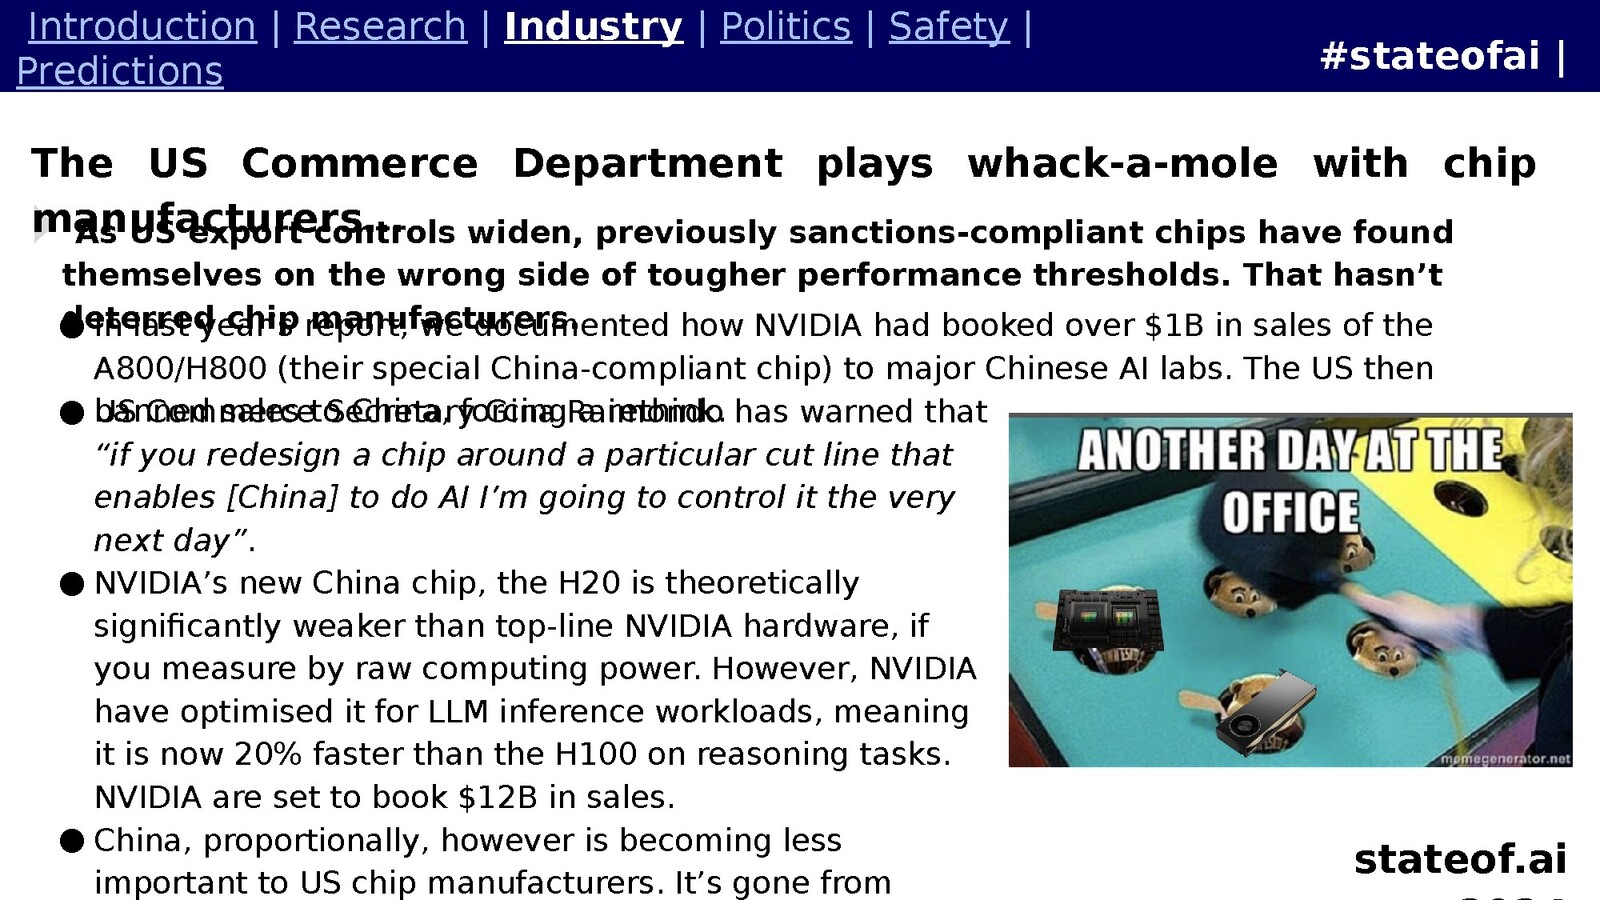 Introduction | Research | Industry | Politics | Safety |
Predictions
#stateofai |
The US Commerce Department plays whack-a-mole with chip
manufacturers...
As US export controls widen, previously sanctions-compliant chips have found
themselves on the wrong side of tougher performance thresholds. That hasn’t
deterred chip manufacturers.
● In last year’s report, we documented how NVIDIA had booked over $1B in sales of the
A800/H800 (their special China-compliant chip) to major Chinese AI labs. The US then
banned sales to China, forcing a rethink.
● US Commerce Secretary Gina Raimondo has warned that
“if you redesign a chip around a particular cut line that
enables [China] to do AI I’m going to control it the very
next day”.
● NVIDIA’s new China chip, the H20 is theoretically
significantly weaker than top-line NVIDIA hardware, if
you measure by raw computing power. However, NVIDIA
have optimised it for LLM inference workloads, meaning
it is now 20% faster than the H100 on reasoning tasks.
NVIDIA are set to book $12B in sales.
● China, proportionally, however is becoming less
important to US chip manufacturers. It’s gone from
ANOTHER DAY AT THE
OFFICE
memegenerator.net
stateof.ai